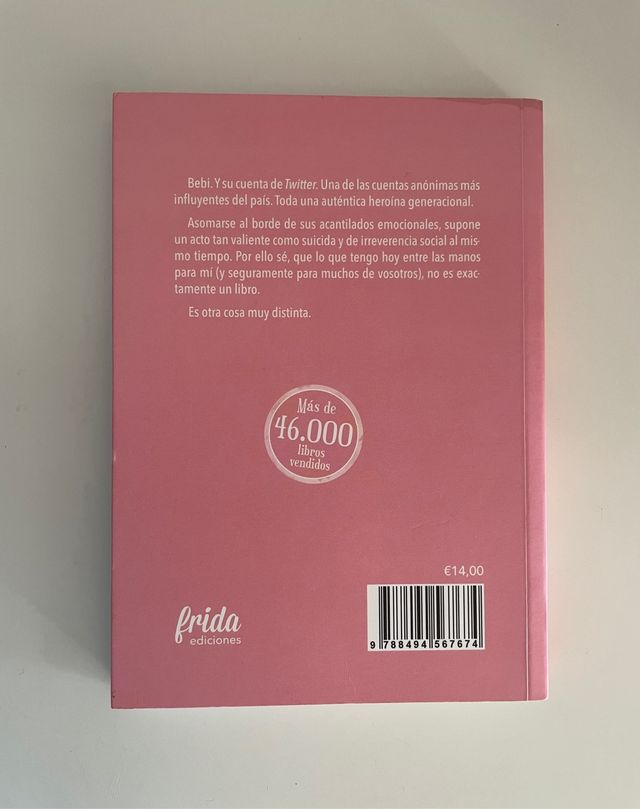 Bebi. Y su cuenta de Twitter. Una de las cuentas anónimas más
influyentes del país. Toda una auténtica heroína generacional.
Asomarse al borde de sus acantilados emocionales, supone
un acto tan valiente como suicida y de irreverencia social al mis-
mo tiempo. Por ello sé, que lo que tengo hoy entre las manos
para mí (y seguramente para muchos de vosotros), no es exac-
tamente un libro.
Es otra cosa muy distinta.
Más de
46.000
libros
vendidos
€14,00
frida
ediciones
9 788494 567674